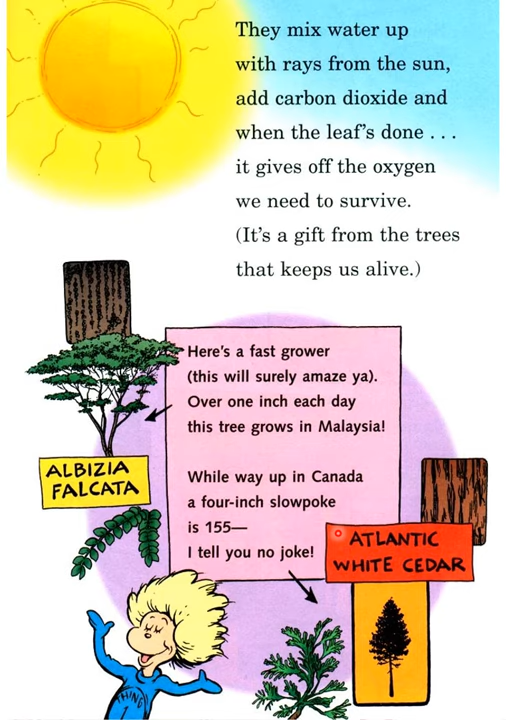 They mix water up
with rays from the sun,
add carbon dioxide and
when the leaf's done . . .
it gives off the oxygen
we need to survive.
(It's a gift from the trees
that keeps us alive.)
Here's a fast grower
(this will surely amaze ya).
Over one inch each day
this tree grows in Malaysia!
While way up in Canada
a four-inch slowpoke
is 155—
I tell you no joke!
ALBIZIA
FALCATA
ATLANTIC
WHITE CEDAR
THING
1